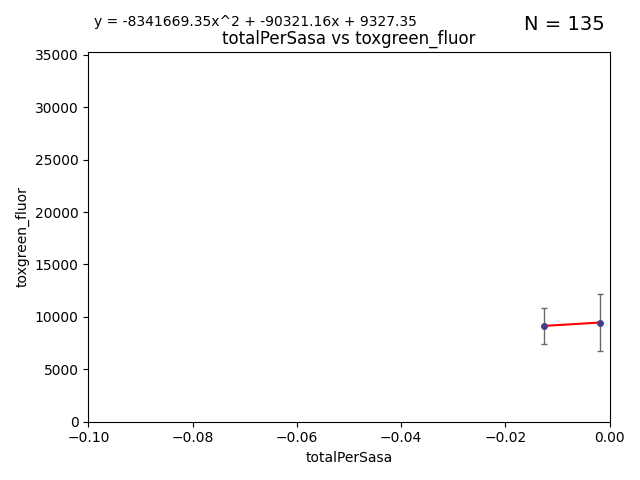 y = -8341669.35x^2 + -90321.16x + 9327.35
N = 135
totalPerSasa vs toxgreen_fluor
35000
30000
25000
20000
15000
10000
5000
0
toxgreen_fluor
−0.10 −0.08 −0.06 −0.04 −0.02 0.00
totalPerSasa